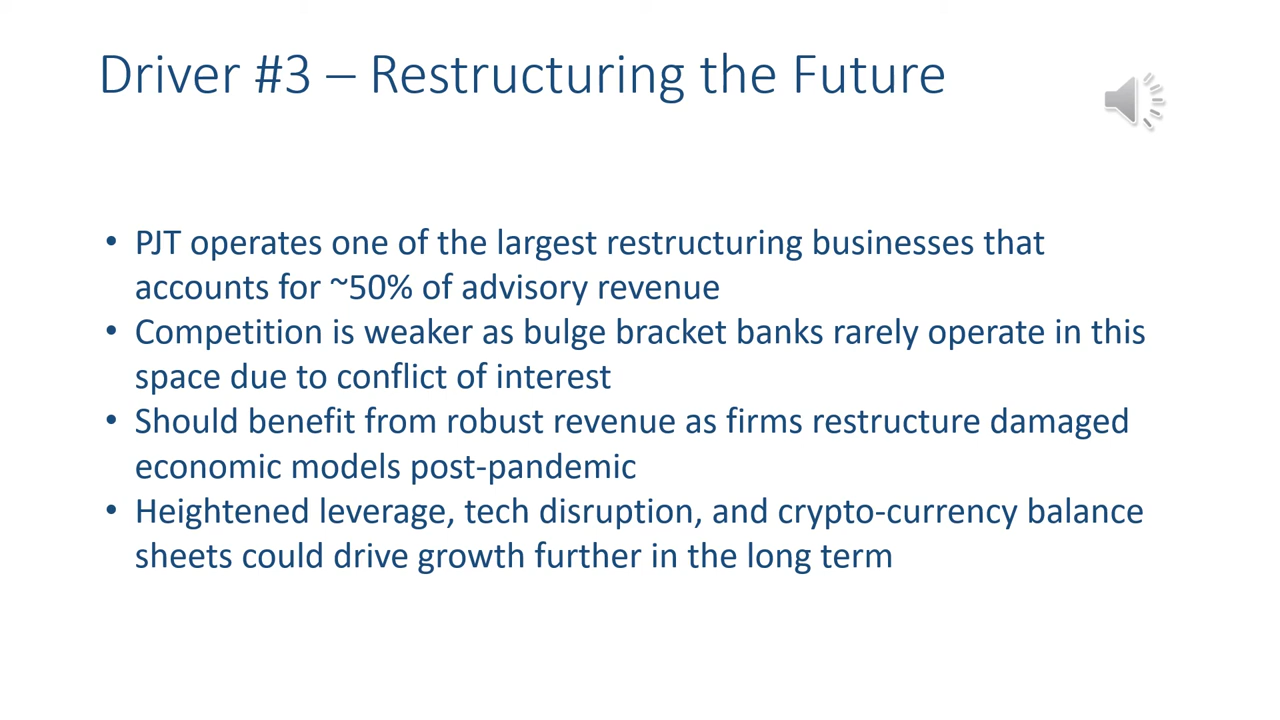 Driver #3 – Restructuring the Future
• PJT operates one of the largest restructuring businesses that
accounts for ~50% of advisory revenue
• Competition is weaker as bulge bracket banks rarely operate in this
space due to conflict of interest
• Should benefit from robust revenue as firms restructure damaged
economic models post-pandemic
• Heightened leverage, tech disruption, and crypto-currency balance
sheets could drive growth further in the long term